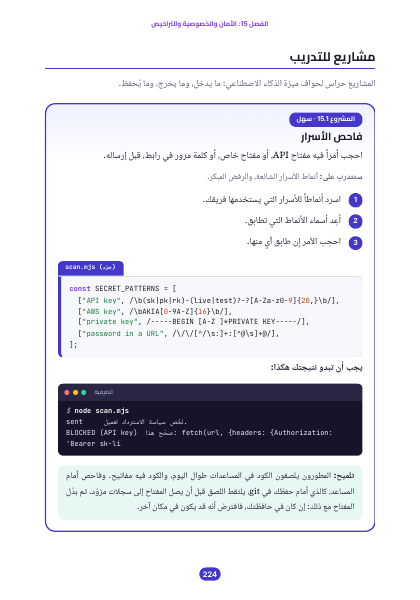 الفصل 15: الأمان والخصوصية والتراخيص
مشاريع للتدريب
المشاريع حراس لحواف ميزة الذكاء الاصطناعي: ما يدخل، وما يخرج، وما يُحفظ.
المشروع 15.1 · سهل
فاحص الأسرار
احجب أمراً فيه مفتاح API، أو مفتاح خاص، أو كلمة مرور في رابط، قبل إرساله.
ستتدرب على: أنماط الأسرار الشائعة، والرفض المبكر.
1 اسرد أنماطاً للأسرار التي يستخدمها فريقك.
2 أعِد أسماء الأنماط التي تطابق.
3 احجب الأمر إن طابق أي منها.
scan.mjs (جزء)
const SECRET_PATTERNS = [
["API key", /\b(sk|pk|rk)-(live|test)?-?[A-Za-z0-9]{20,}\b/],
["AWS key", /\bAKIA[0-9A-Z]{16}\b/],
["private key", /-----BEGIN [A-Z ]*PRIVATE KEY-----/],
["password in a URL", /\/\/[^/\s:]+:[^@\s]+@/],
];
يجب أن تبدو نتيجتك هكذا:
الطرفية
$ node scan.mjs
sent لخّص سياسة الاسترداد لعميل.
BLOCKED (API key) صحّح هذا: fetch(url, {headers: {Authorization:
"Bearer sk-li
تلميح: المطورون يلصقون الكود في المساعدات طوال اليوم، والكود فيه مفاتيح. وفاحص أمام
المساعد، كالذي أمام حفظك في git، يلتقط اللصق قبل أن يصل المفتاح إلى سجلات مزوّد. ثم بدّل
المفتاح مع ذلك: إن كان في حافظتك، فافترض أنه قد يكون في مكان آخر.
224